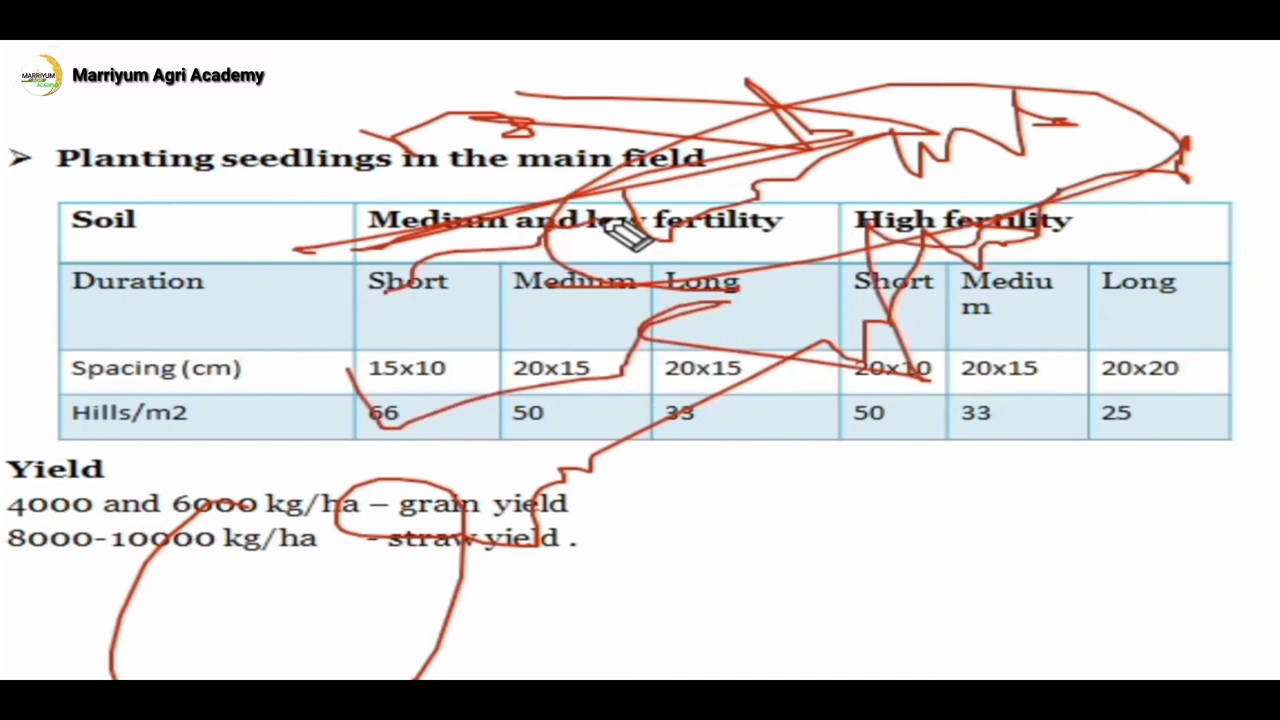 MARRIYUM
ACADEMY
Marriyum Agri Academy
➢ Planting seedlings in the main field
Soil Medium and low fertility High fertility
Duration Short Medium Long Short Mediu m Long
Spacing (cm) 15x10 20x15 20x15 20x10 20x15 20x20
Hills/m2 66 50 33 50 33 25
Yield
4000 and 6000 kg/ha – grain yield
8000-10000 kg/ha - straw yield .